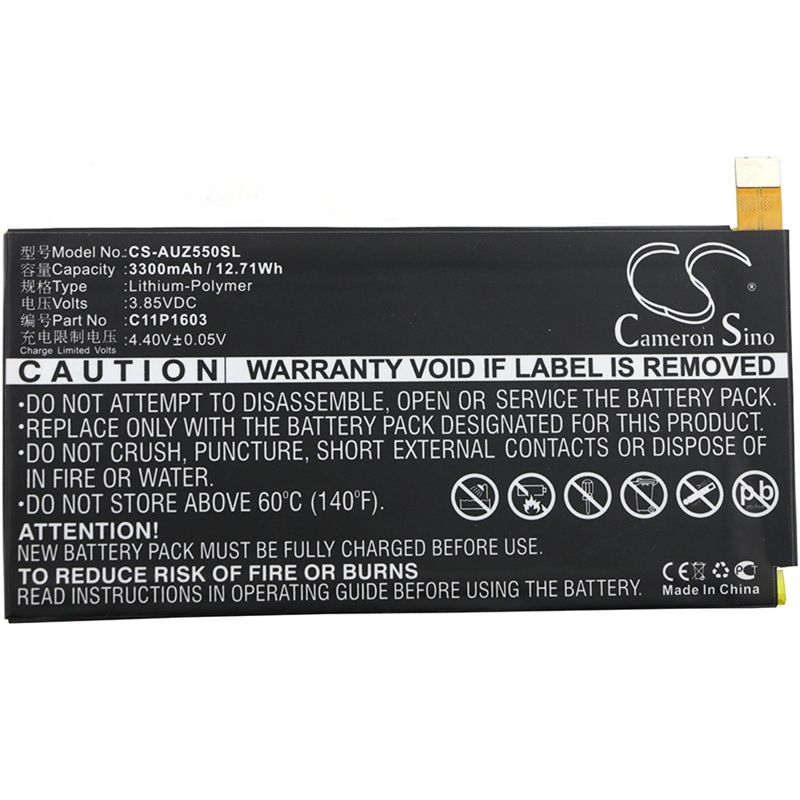 型号Model No.:CS-AUZ550SL
容量Capacity :3300mAh / 12.71Wh
规格Type :Lithium-Polymer
电压Volts :3.85VDC
编号Part No :C11P1603
充电限制电压:4.40V±0.05V
Charge Limited Volts
CS
®
Cameron Sino
CAUTION WARRANTY VOID IF LABEL IS REMOVED
•DO NOT ATTEMPT TO DISASSEMBLE, OPEN OR SERVICE THE BATTERY PACK.
•REPLACE ONLY WITH THE BATTERY DESIGNATED FOR THIS PRODUCT.
•DO NOT CRUSH, PUNCTURE, SHORT EXTERNAL CONTACTS OR DISPOSE OF
IN FIRE OR WATER.
•DO NOT STORE ABOVE 60°C (140°F).
pb
ATTENTION!
NEW BATTERY PACK MUST BE FULL CHARGED BEFORE USE
TO REDUCE RISK OF FIRE OR BURNS
READ INSTRUCTIONS BEFORE CHARGING AND USING THE BATTERY.
CE
Made in China